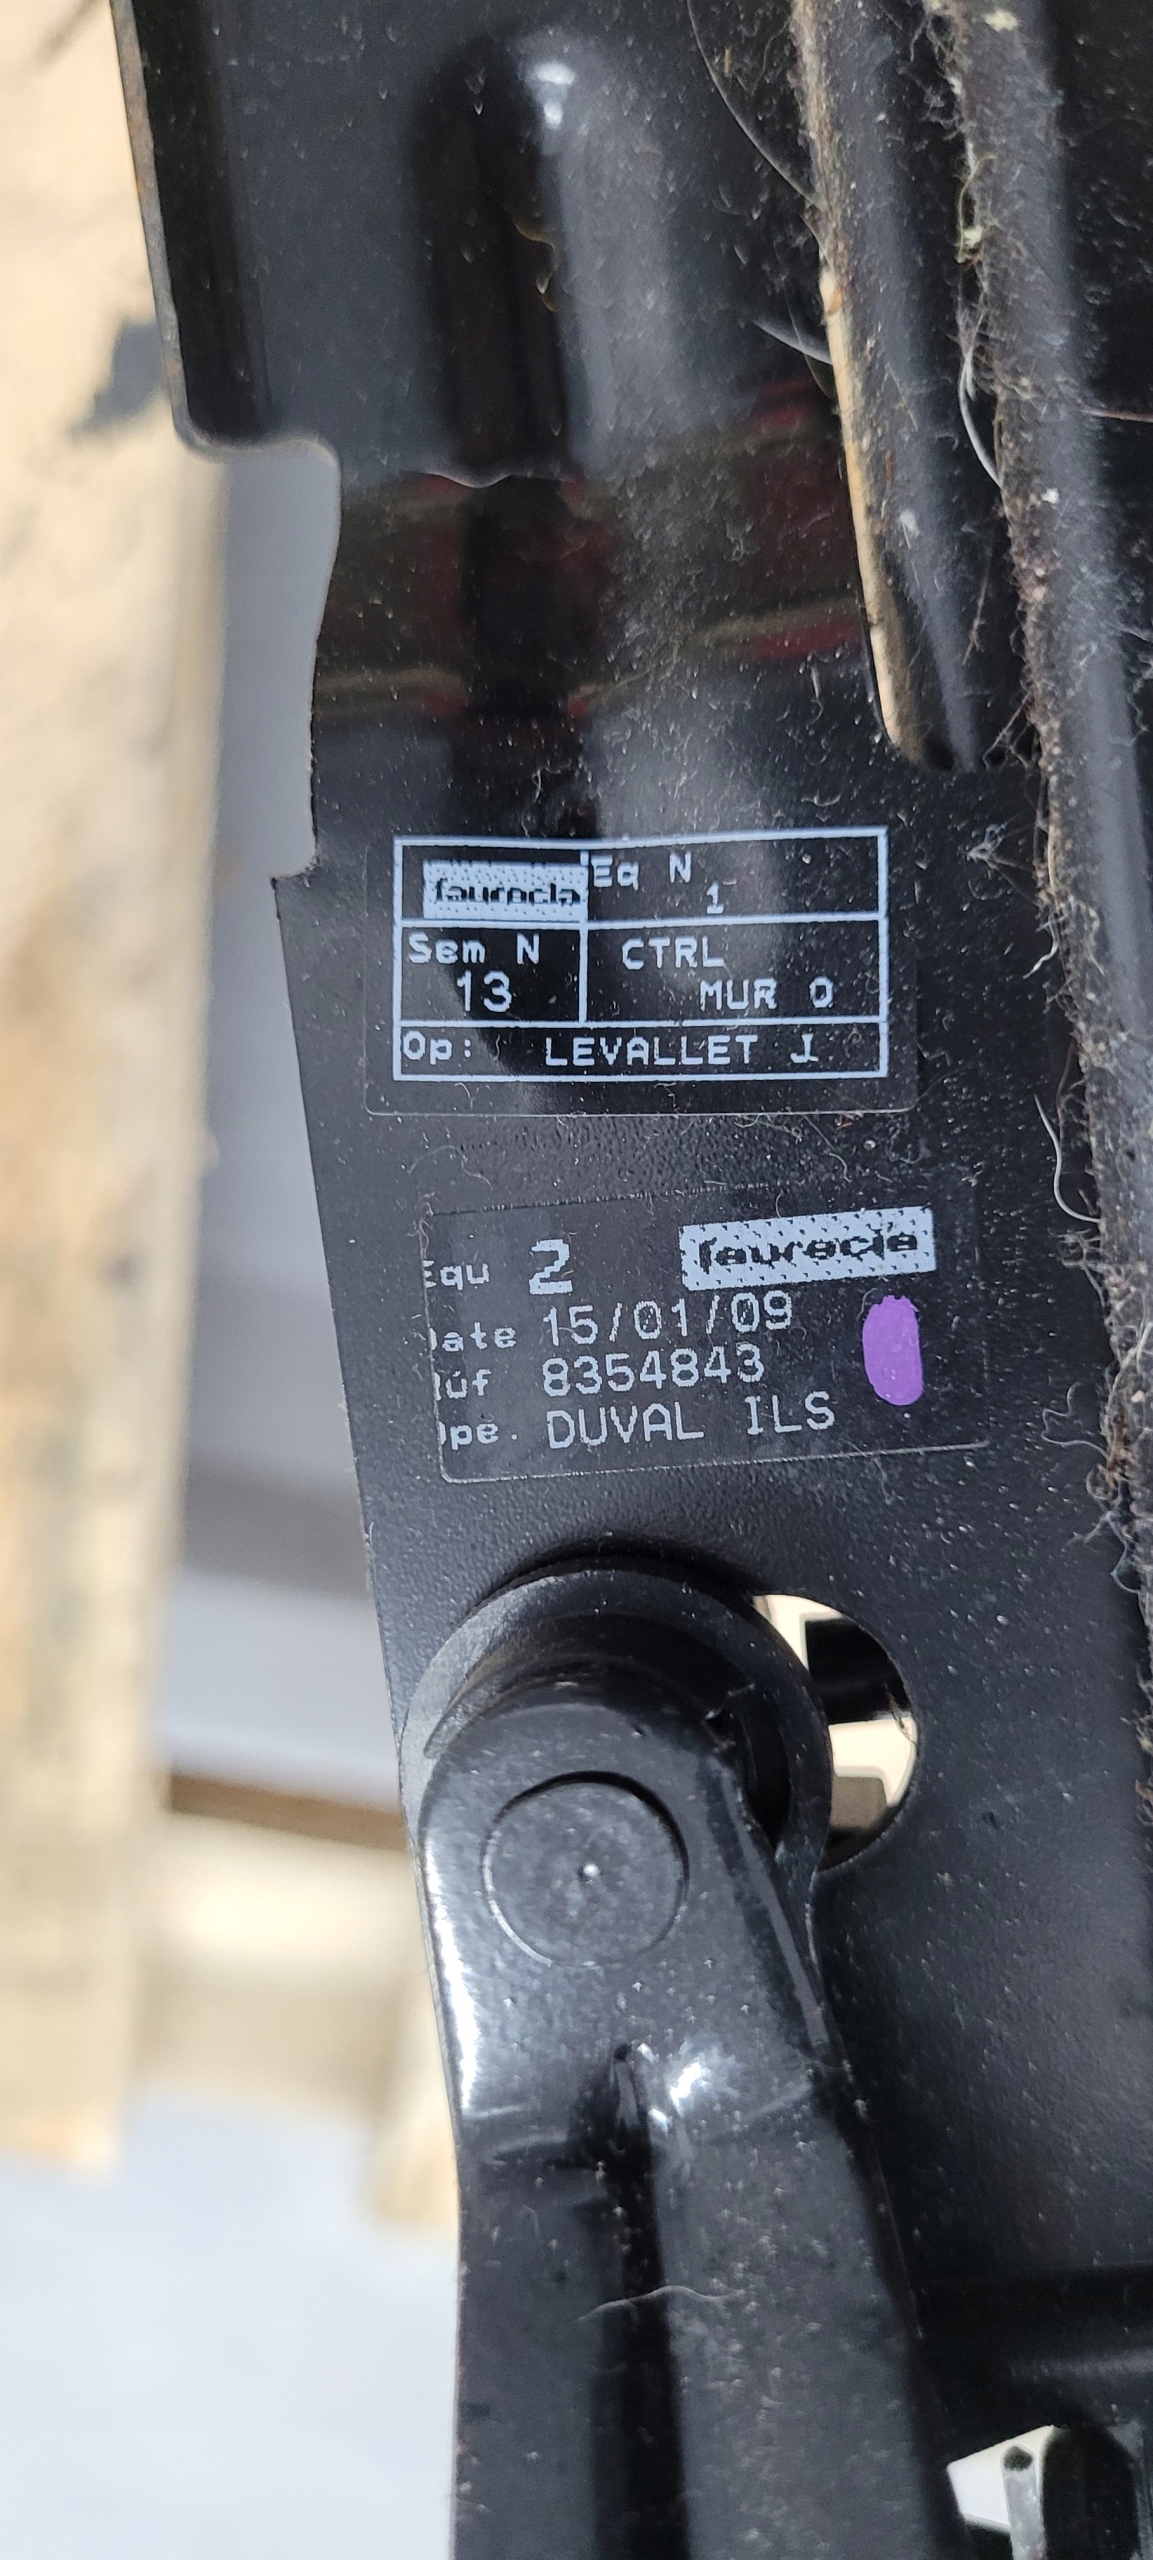 faurecia
Eq N
1
Sem N
13
CTRL
MUR 0
Op: LEVALLET J
Equ 2
faurecia
Date 15/01/09
8354843
Ope. DUVAL ILS